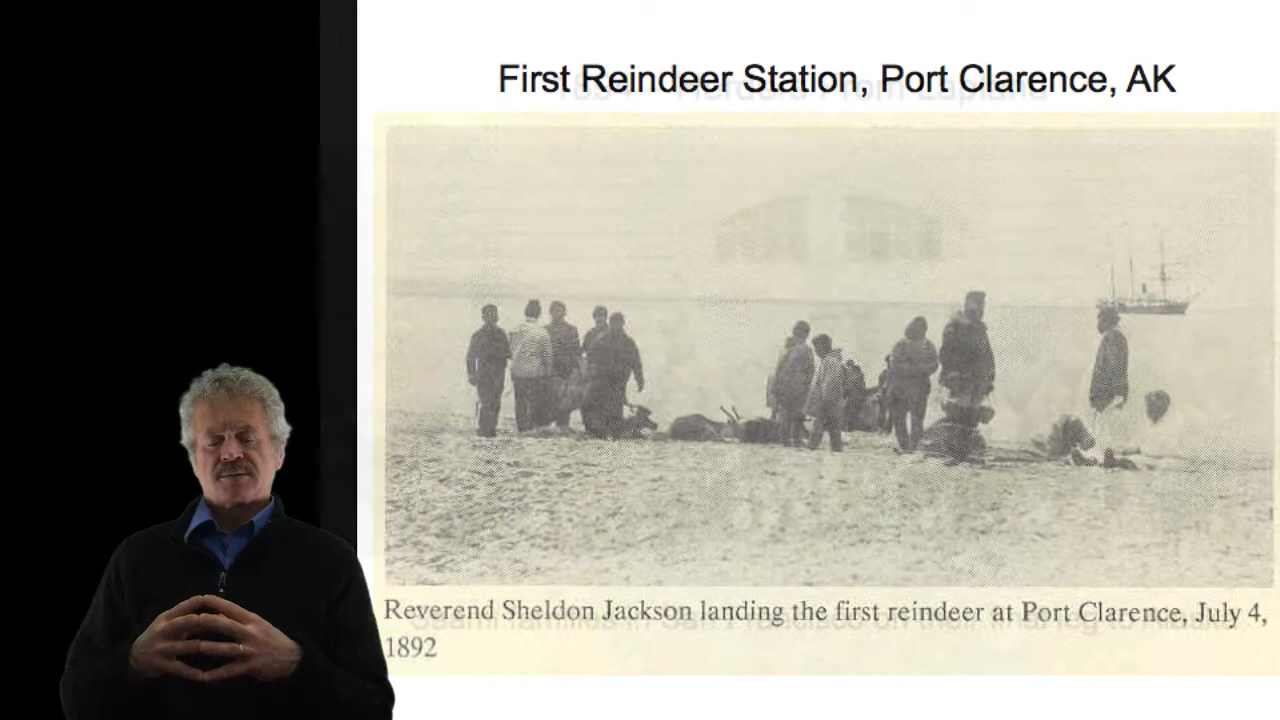 First Reindeer Station, Port Clarence, AK
Reverend Sheldon Jackson landing the first reindeer at Port Clarence, July 4,
1892